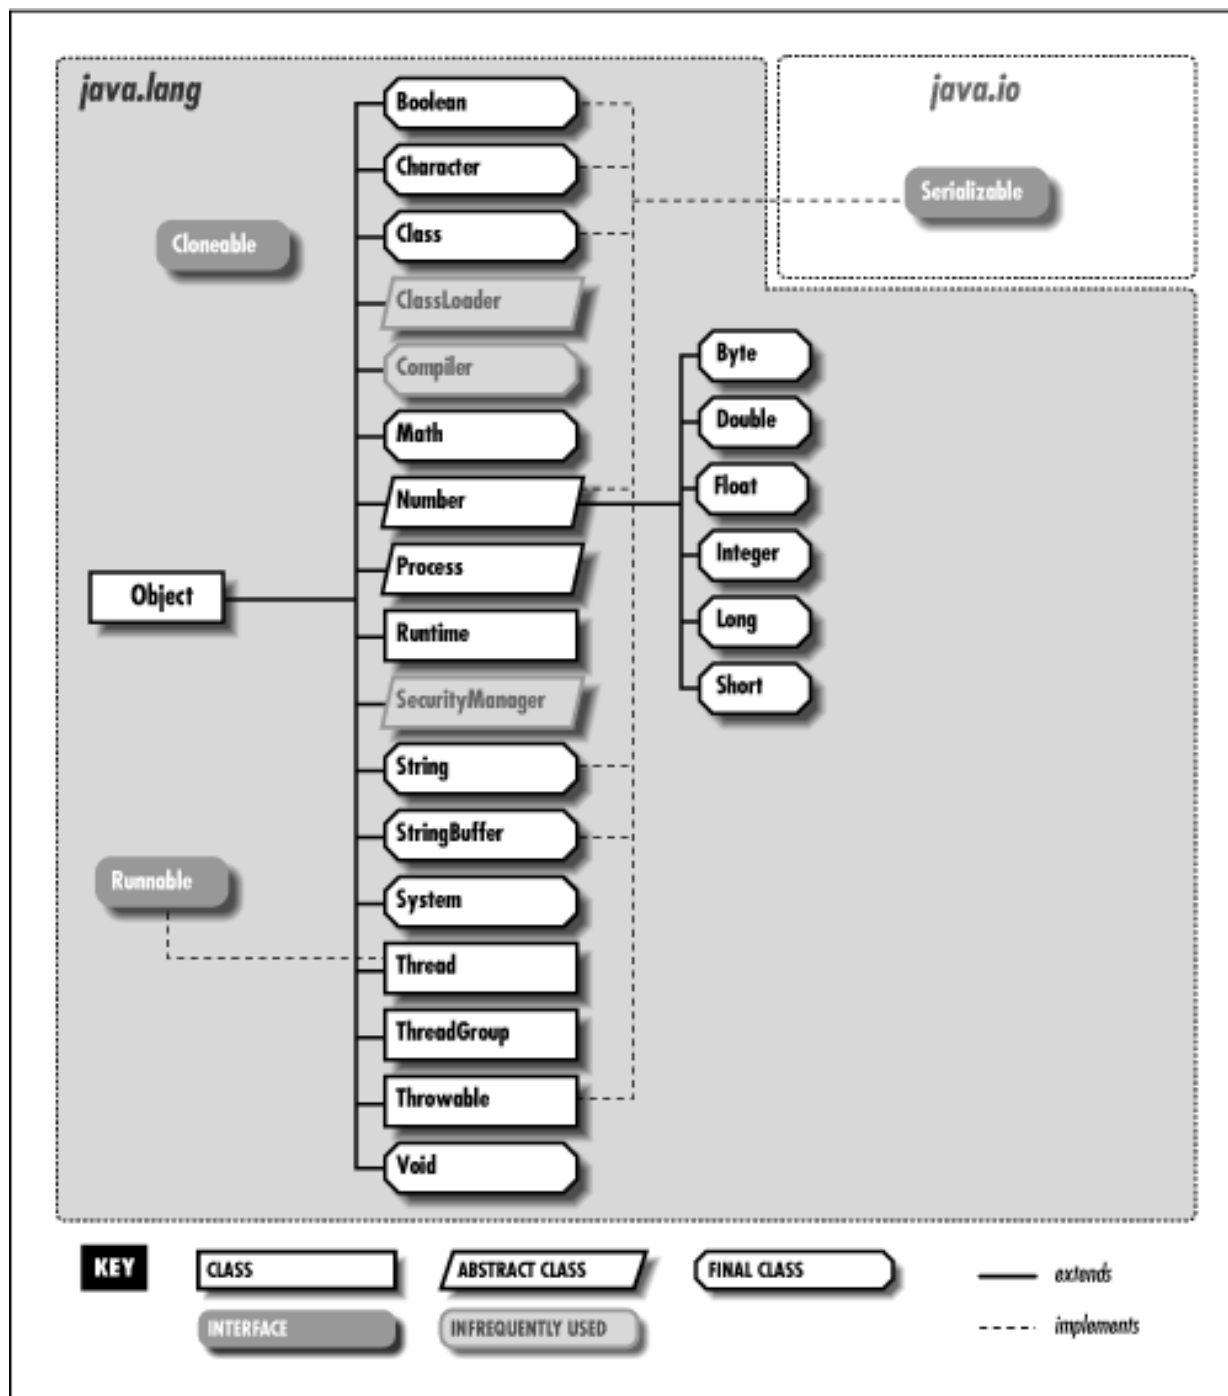 java.lang
java.io
Boolean
Character
Serializable
Cloneable
Class
ClassLoader
Compiler
Byte
Math
Double
Number
Float
Process
Integer
Object
Runtime
Long
SecurityManager
Short
String
StringBuffer
Runnable
System
Thread
ThreadGroup
Throwable
Void
KEY
CLASS
ABSTRACT CLASS
FINAL CLASS
extends
INTERFACE
INFREQUENTLY USED
implements